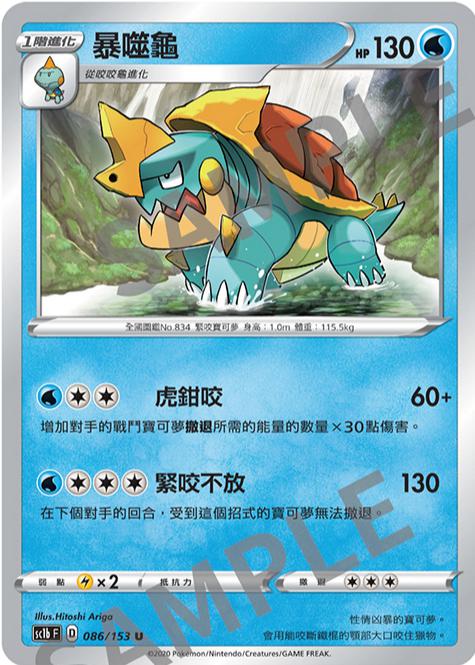 1階進化
暴噬龜
HP 130
從咬咬龜進化
全國圖鑑No.834 緊咬寶可夢 身高：1.0m 體重：115.5kg
虎鉗咬 60+
增加對手的戰鬥寶可夢撤退所需的能量的數量×30點傷害。
緊咬不放 130
在下個對手的回合，受到這個招式的寶可夢無法撤退。
弱點 ×2 抵抗力 撤退
Illus.Hitoshi Ariga
sc1b F D 086/153 U
性情凶暴的寶可夢。
會用能咬斷鐵棍的顎部大口咬住獵物。
©2020 Pokémon/Nintendo/Creatures/GAME FREAK.
SAMPLE
SAMPLE